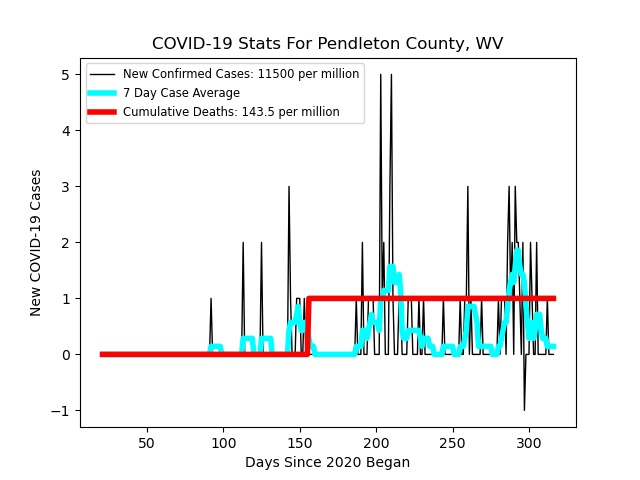 COVID-19 Stats For Pendleton County, WV
New Confirmed Cases: 11500 per million
7 Day Case Average
Cumulative Deaths: 143.5 per million
New COVID-19 Cases
5
4
3
2
1
0
−1
50 100 150 200 250 300
Days Since 2020 Began